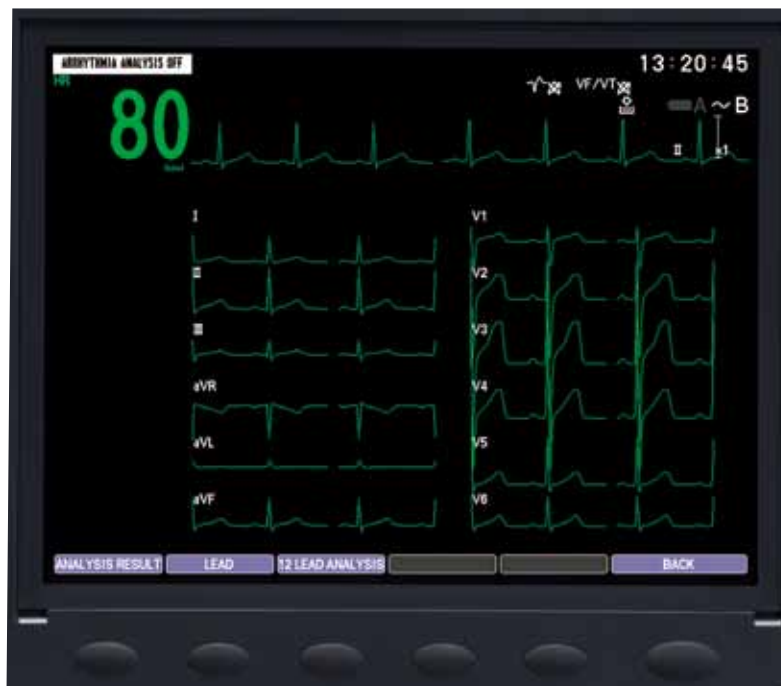 ARRHYTHMIA ANALYSIS OFF
13:20:45
HR
VF/VT
80
A ~ B
II
x1
I
V1
II
V2
III
V3
aVR
V4
aVL
V5
aVF
V6
ANALYSIS RESULT
LEAD
12 LEAD ANALYSIS
BACK